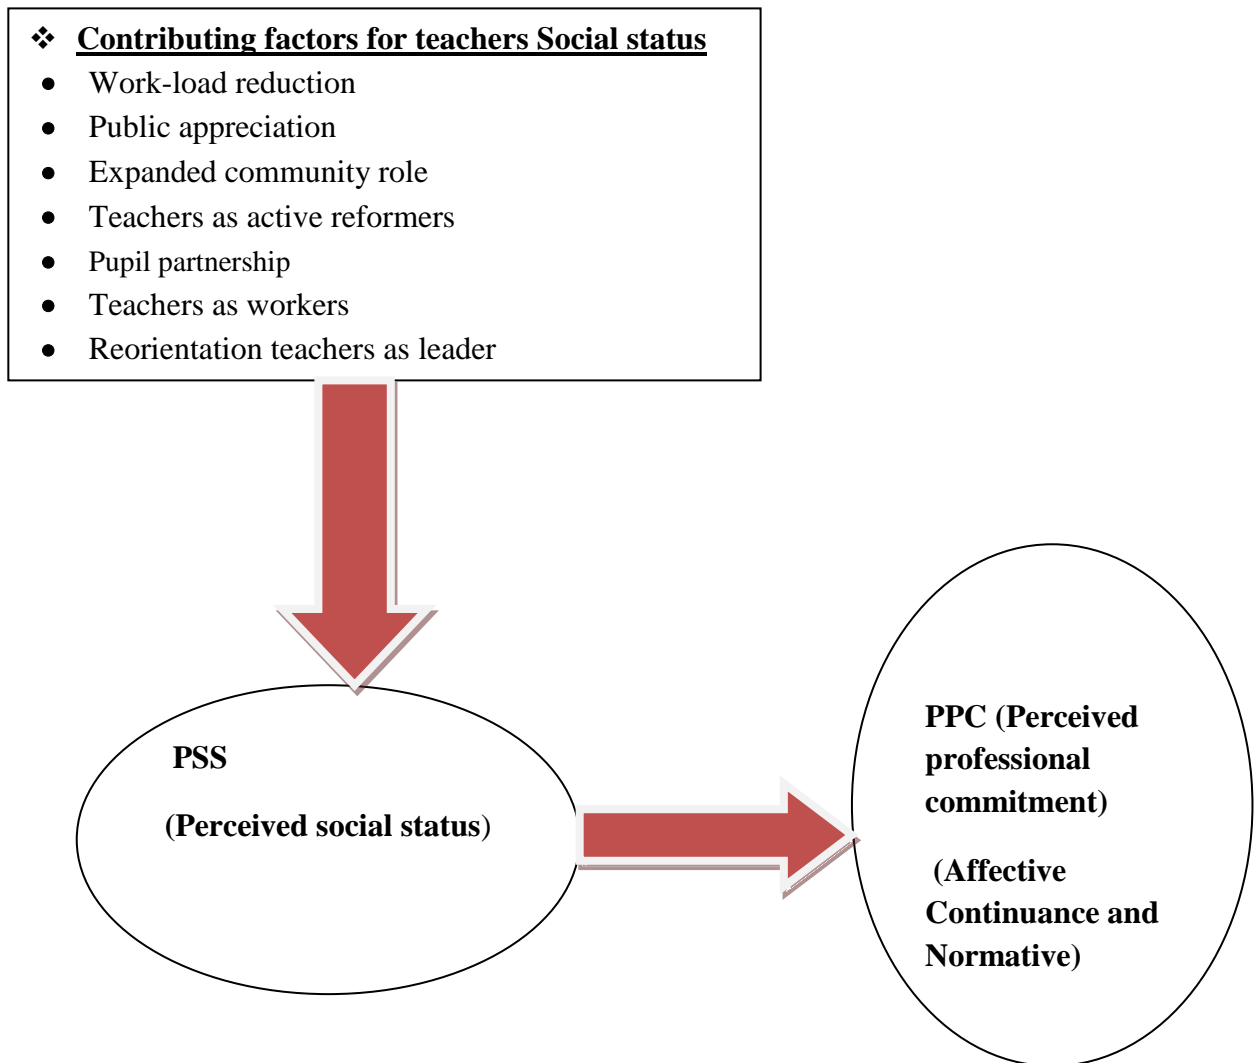 ❖ Contributing factors for teachers Social status
● Work-load reduction
● Public appreciation
● Expanded community role
● Teachers as active reformers
● Pupil partnership
● Teachers as workers
● Reorientation teachers as leader
PSS
(Perceived social status)
PPC (Perceived
professional
commitment)
(Affective
Continuance and
Normative)